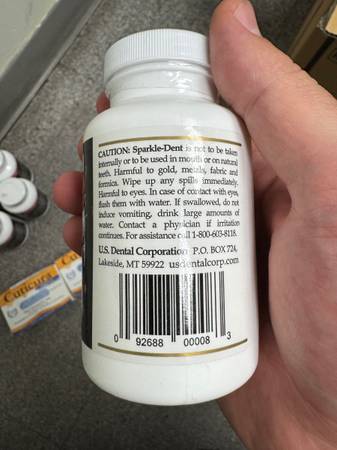 CAUTION: Sparkle-Dent is not to be taken
internally or to be used in mouth or on natural
teeth. Harmful to gold, metals, fabric and
formica. Wipe up any spills immediately.
Harmful to eyes. In case of contact with eyes,
flush them with water. If swallowed, do not
induce vomiting, drink large amounts of
water. Contact a physician if irritation
continues. For assistance call 1-800-603-8118.
U.S. Dental Corporation P.O. BOX 724,
Lakeside, MT 59922 usdentalcorp.com
0 92688 00008 3
Cuticura